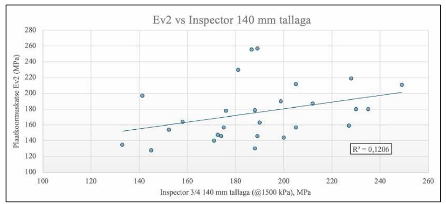 Ev2 vs Inspector 140 mm tallaga
Plaatkoormuskatse Ev2 (MPa)
280
260
240
220
200
180
160
140
120
100
R² = 0,1206
100 120 140 160 180 200 220 240 260
Inspector 3/4 140 mm tallaga (@1500 kPa), MPa